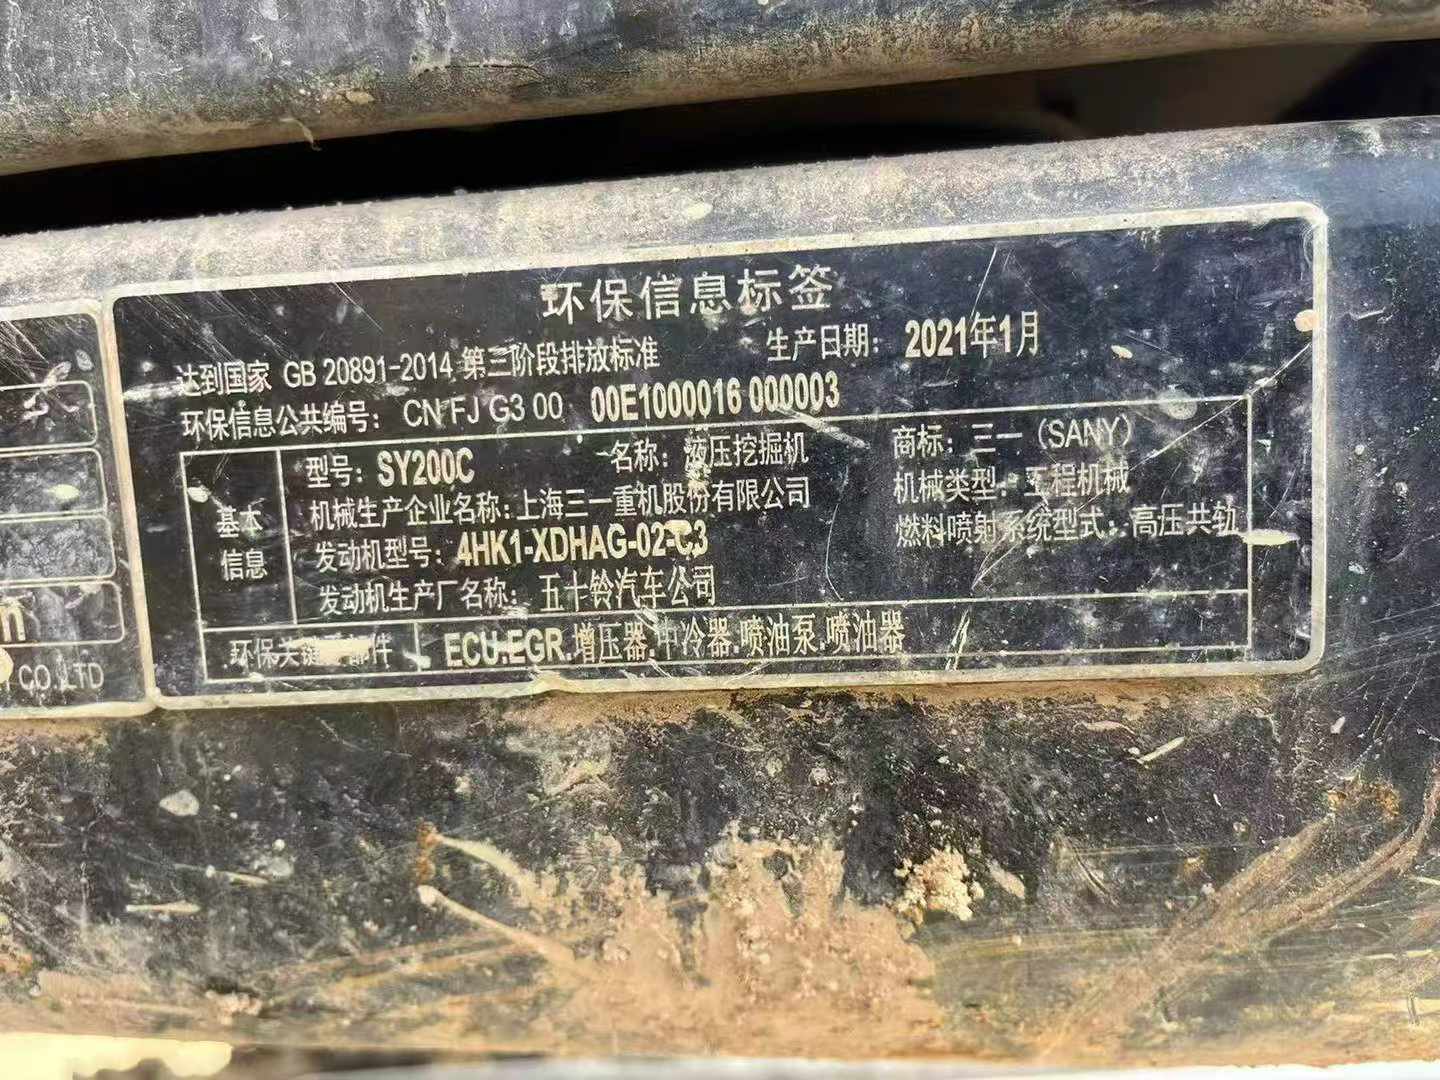 环保信息标签
达到国家 GB 20891-2014 第三阶段排放标准 生产日期： 2021年1月
环保信息公共编号： CN FJ G3 00 00E1000016 000003
型号：SY200C 名称：液压挖掘机 商标：三一（SANY）
机械生产企业名称：上海三一重机股份有限公司 机械类型：工程机械
基本
信息
发动机型号：4HK1-XDHAG-02-C3 燃料喷射系统型式：高压共轨
发动机生产厂名称：五十铃汽车公司
环保关键零部件 ECU.EGR.增压器.中冷器.喷油泵.喷油器
CO.,LTD